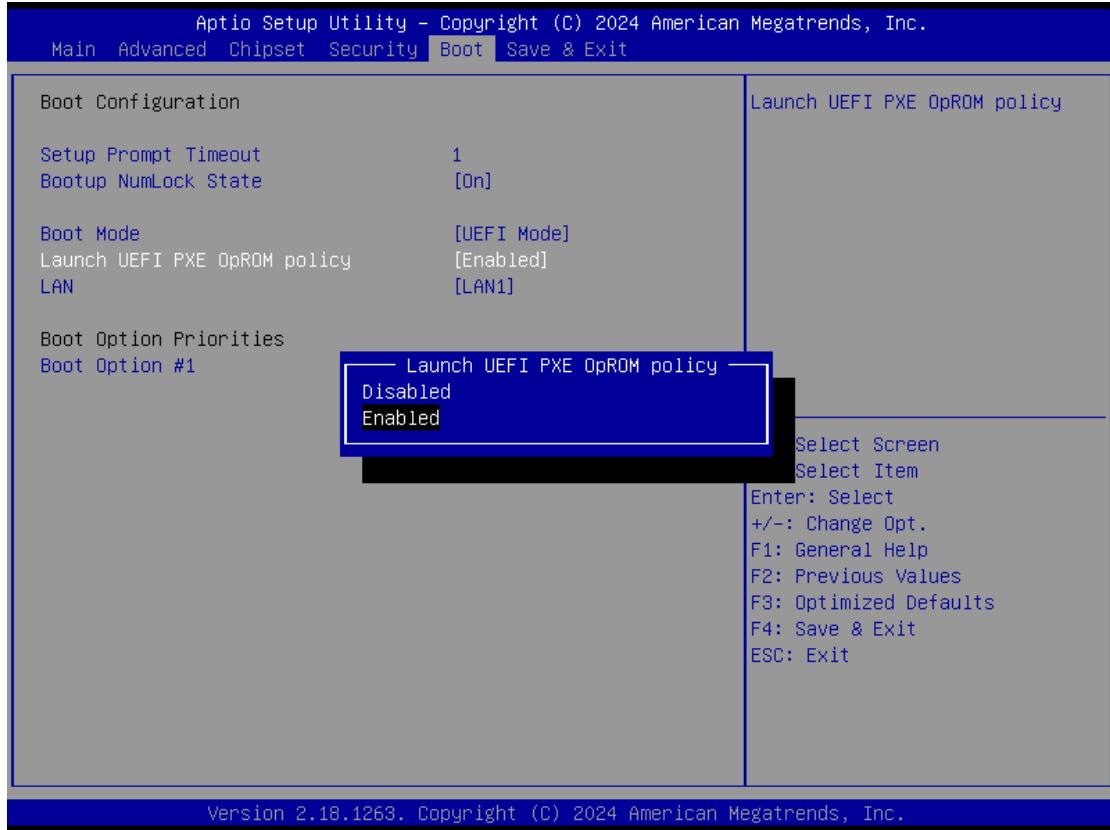 Aptio Setup Utility – Copyright (C) 2024 American Megatrends, Inc.
Main Advanced Chipset Security Boot Save & Exit
Boot Configuration
Setup Prompt Timeout 1
Bootup NumLock State [On]
Boot Mode [UEFI Mode]
Launch UEFI PXE OpROM policy [Enabled]
LAN [LAN1]
Boot Option Priorities
Boot Option #1
Launch UEFI PXE OpROM policy
Disabled
Enabled
Launch UEFI PXE OpROM policy
Select Screen
Select Item
Enter: Select
+/-: Change Opt.
F1: General Help
F2: Previous Values
F3: Optimized Defaults
F4: Save & Exit
ESC: Exit
Version 2.18.1263. Copyright (C) 2024 American Megatrends, Inc.